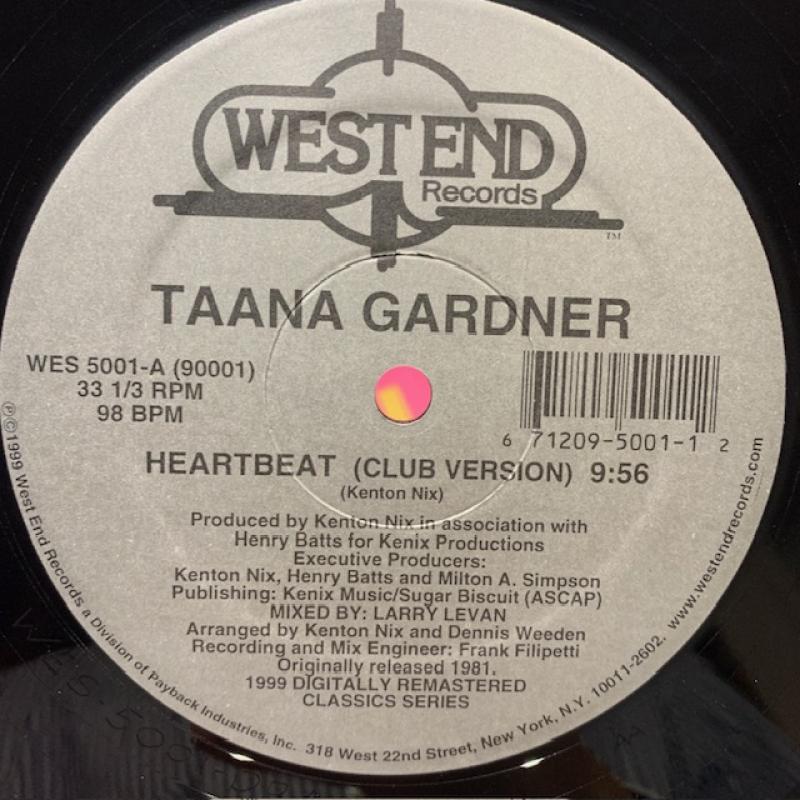 WEST END
Records
TM
TAANA GARDNER
WES 5001-A (90001)
33 1/3 RPM
98 BPM
6 71209-5001-1 2
HEARTBEAT (CLUB VERSION) 9:56
(Kenton Nix)
Produced by Kenton Nix in association with
Henry Batts for Kenix Productions
Executive Producers:
Kenton Nix, Henry Batts and Milton A. Simpson
Publishing: Kenix Music/Sugar Biscuit (ASCAP)
MIXED BY: LARRY LEVAN
Arranged by Kenton Nix and Dennis Weeden
Recording and Mix Engineer: Frank Filipetti
Originally released 1981.
1999 DIGITALLY REMASTERED
CLASSICS SERIES
℗©1999 West End Records a Division of Payback Industries, Inc. 318 West 22nd Street, New York, N.Y. 10011-2602. www.westendrecords.com